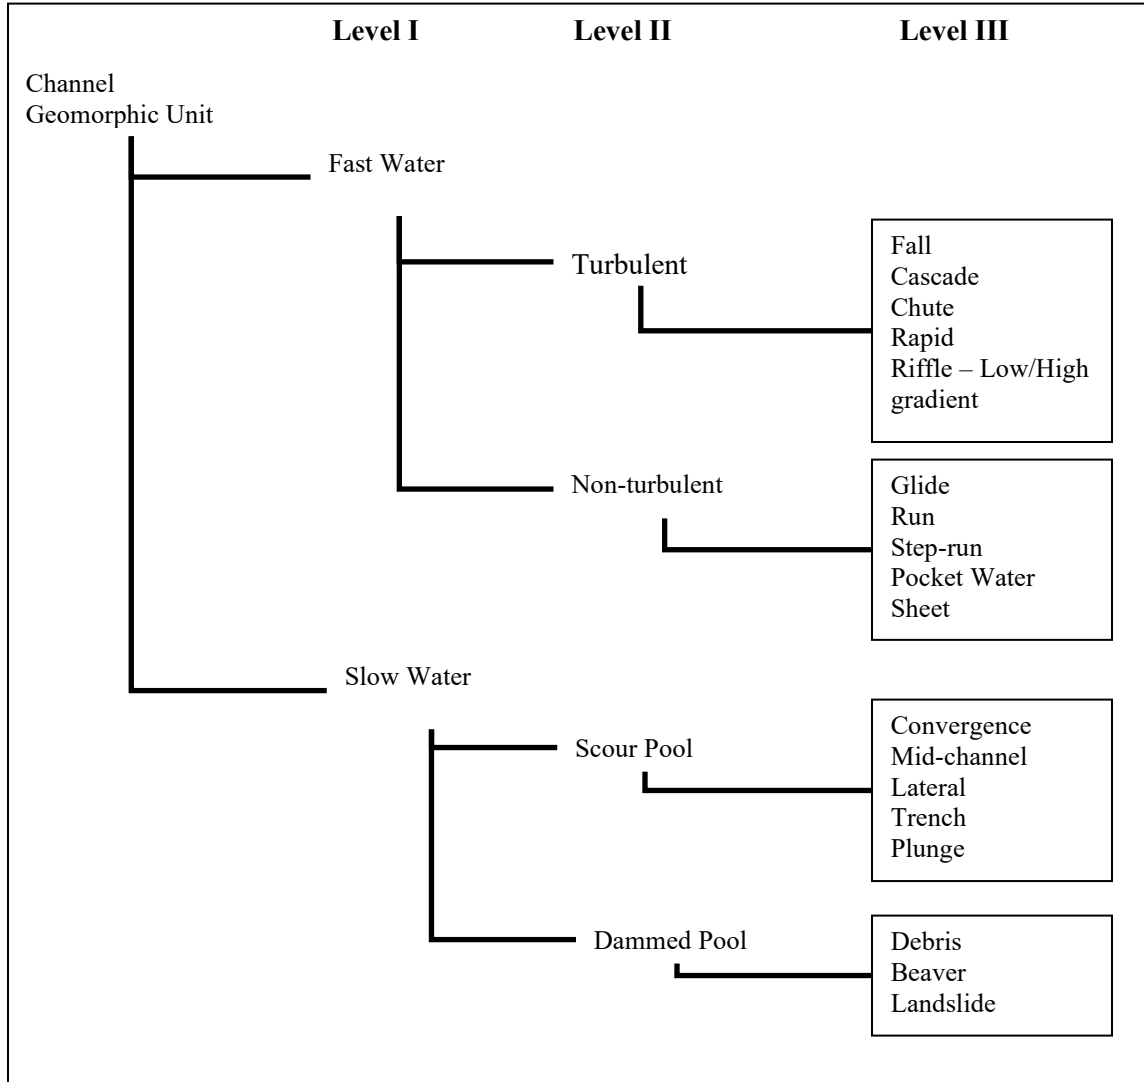 Level I Level II Level III
Channel
Geomorphic Unit
Fast Water
Turbulent
Fall
Cascade
Chute
Rapid
Riffle – Low/High
gradient
Non-turbulent
Glide
Run
Step-run
Pocket Water
Sheet
Slow Water
Scour Pool
Convergence
Mid-channel
Lateral
Trench
Plunge
Dammed Pool
Debris
Beaver
Landslide